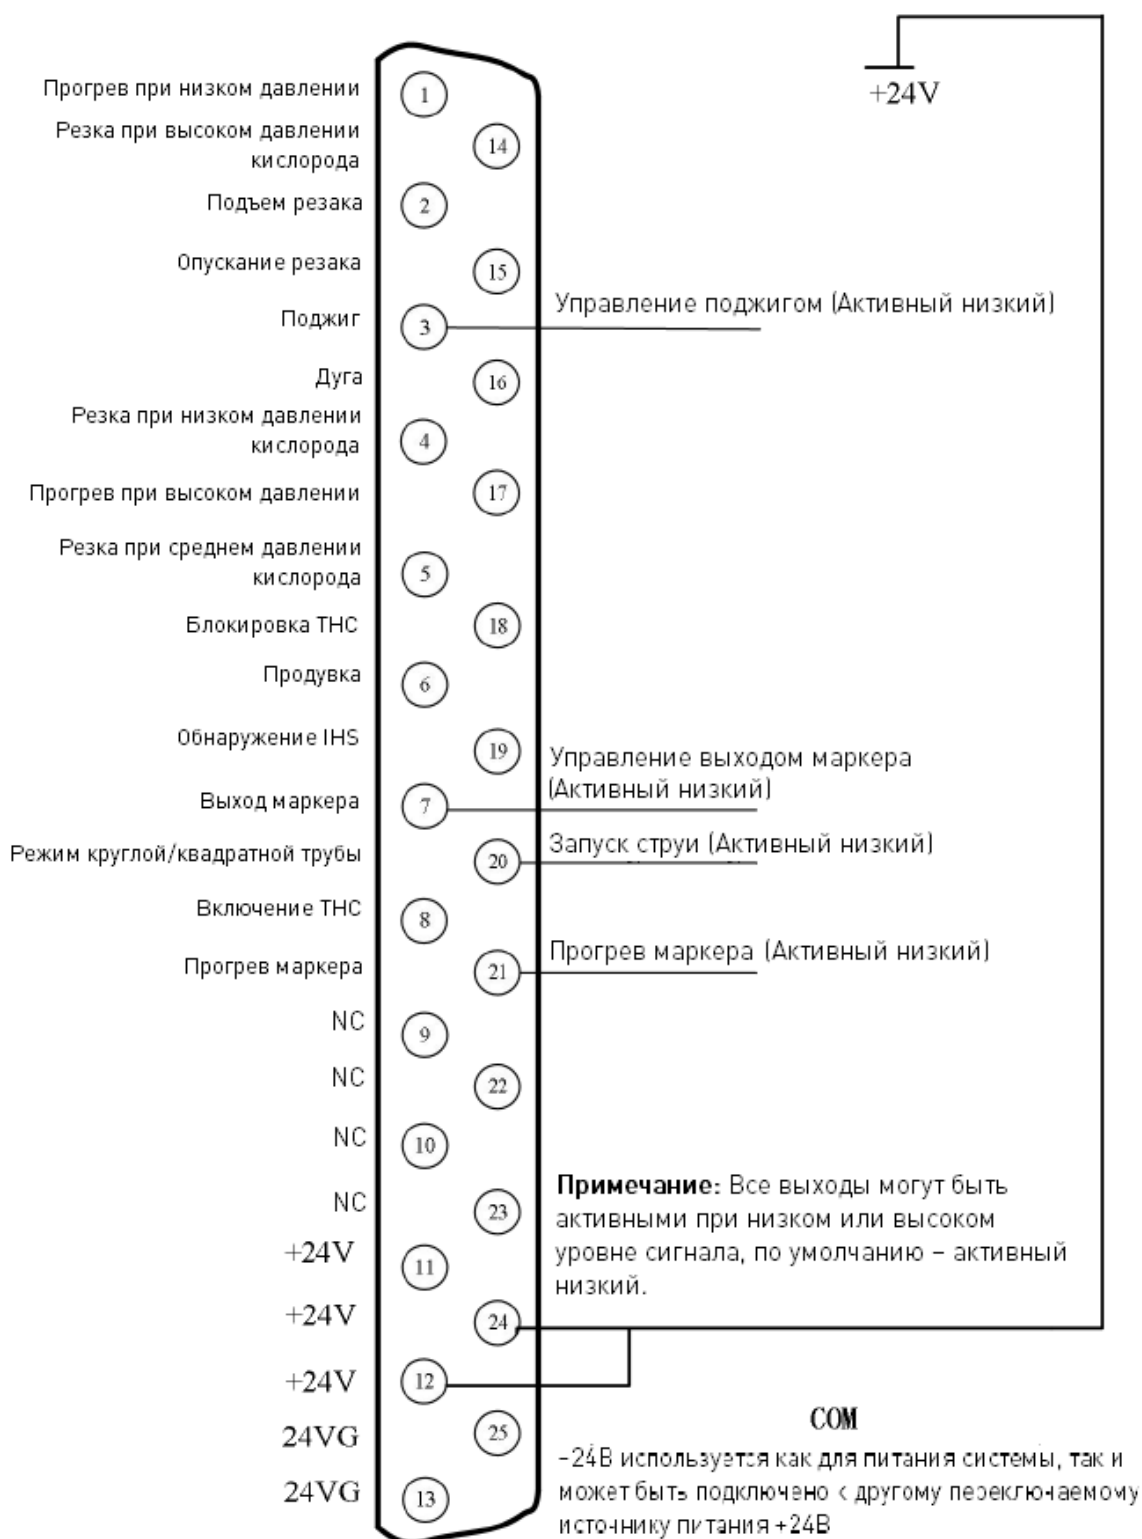 Прогрев при низком давлении
1
+24V
Резка при высоком давлении
кислорода
14
Подъем резака
2
Опускание резака
15
Поджиг
3
Управление поджигом (Активный низкий)
Дуга
16
Резка при низком давлении
кислорода
4
Прогрев при высоком давлении
17
Резка при среднем давлении
кислорода
5
Блокировка THC
18
Продувка
6
Обнаружение IHS
19
Управление выходом маркера
(Активный низкий)
Выход маркера
7
Режим круглой/квадратной трубы
20
Запуск струи (Активный низкий)
Включение THC
8
Прогрев маркера
21
Прогрев маркера (Активный низкий)
NC
9
NC
22
NC
10
NC
23
Примечание: Все выходы могут быть
активными при низком или высоком
уровне сигнала, по умолчанию – активный
низкий.
+24V
11
+24V
24
+24V
12
24VG
25
24VG
13
COM
-24В используется как для питания системы, так и
может быть подключено к другому переключаемому
источнику питания +24В